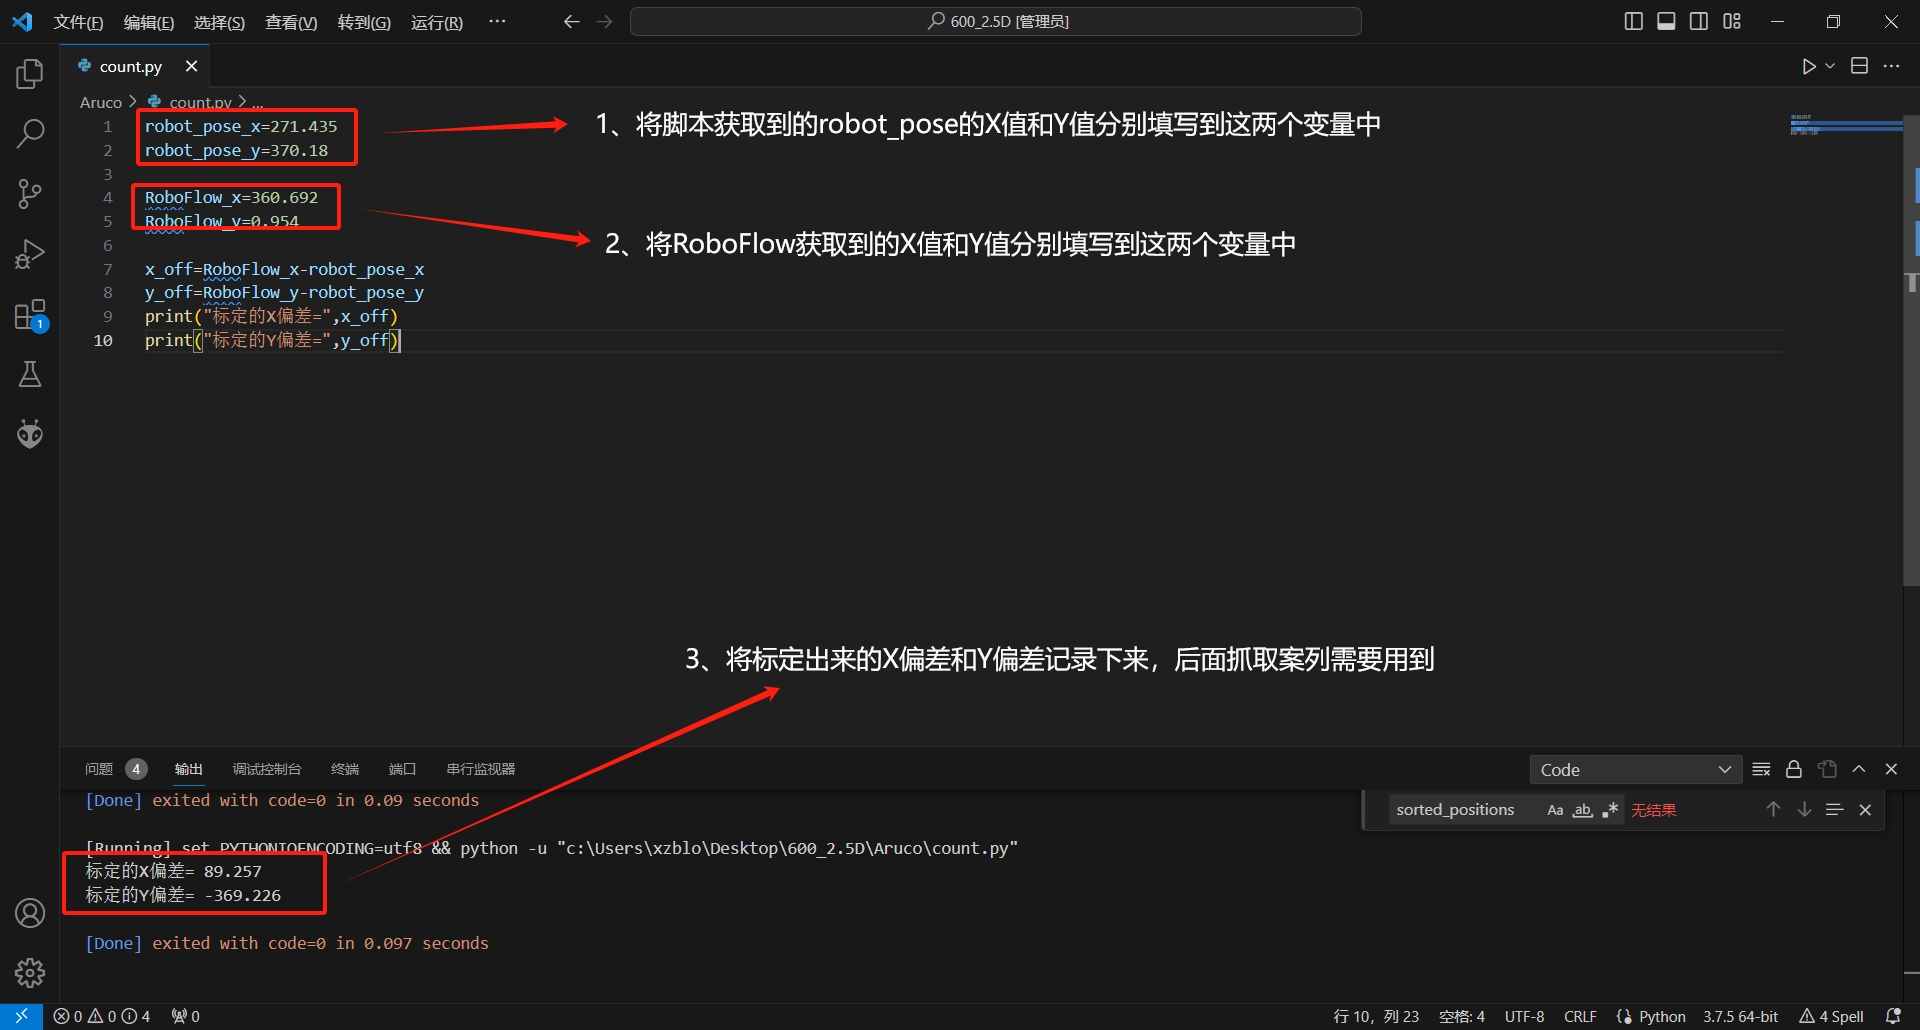 文件(F) 编辑(E) 选择(S) 查看(V) 转到(G) 运行(R) ··· 600_2.5D [管理员]
count.py
Aruco > count.py > ...
1 robot_pose_x=271.435
2 robot_pose_y=370.18
3
4 RoboFlow_x=360.692
5 RoboFlow_y=0.954
6
7 x_off=RoboFlow_x-robot_pose_x
8 y_off=RoboFlow_y-robot_pose_y
9 print("标定的X偏差=",x_off)
10 print("标定的Y偏差=",y_off)
1、将脚本获取到的robot_pose的X值和Y值分别填写到这两个变量中
2、将RoboFlow获取到的X值和Y值分别填写到这两个变量中
3、将标定出来的X偏差和Y偏差记录下来，后面抓取案列需要用到
1
问题 4 输出 调试控制台 终端 端口 串行监视器 Code
sorted_positions Aa ab .* 无结果
[Done] exited with code=0 in 0.09 seconds
[Running] set PYTHONIOENCODING=utf8 && python -u "c:\Users\xzblo\Desktop\600_2.5D\Aruco\count.py"
标定的X偏差= 89.257
标定的Y偏差= -369.226
[Done] exited with code=0 in 0.097 seconds
0 0 4 0 行 10，列 23 空格: 4 UTF-8 CRLF Python 3.7.5 64-bit 4 Spell